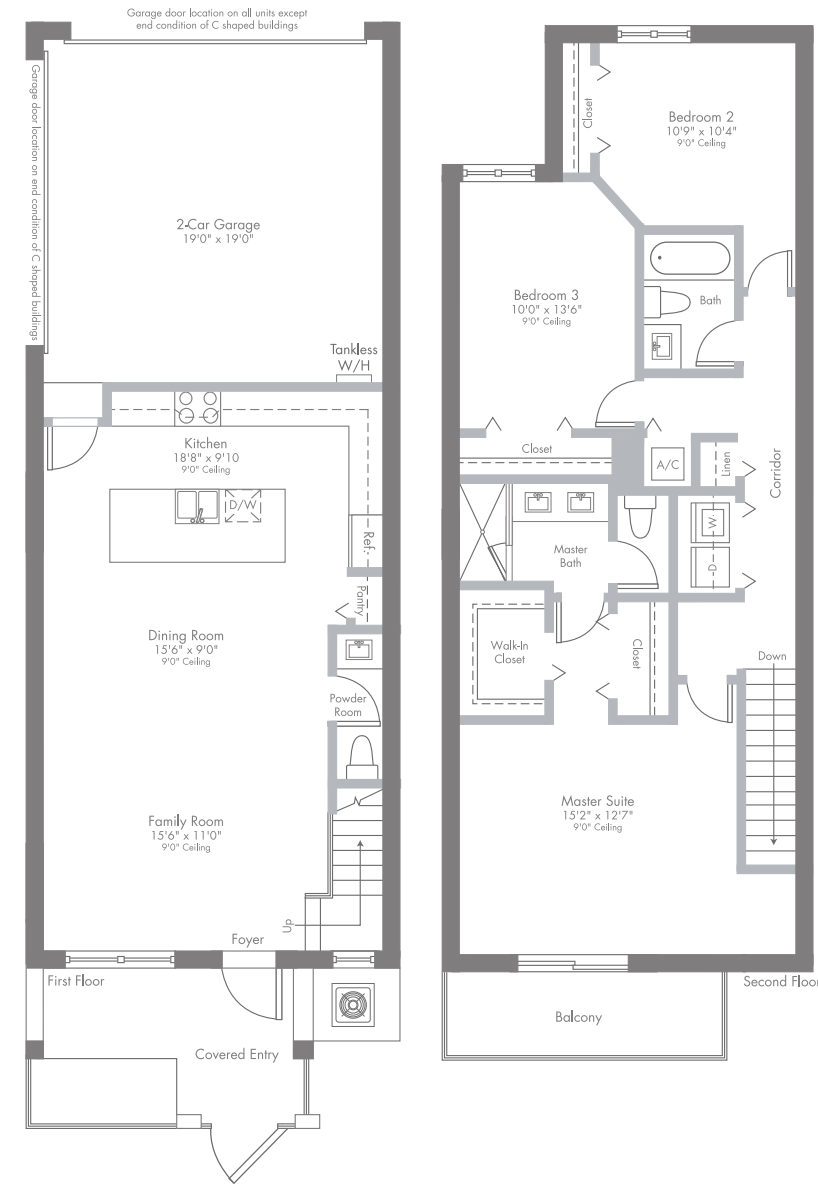 Garage door location on all units except
end condition of C shaped buildings
Garage door location on end condition of C shaped buildings
2-Car Garage
19'0" x 19'0"
Tankless
W/H
Kitchen
18'8" x 9'10
9'0" Ceiling
D/W
Ref.
Pantry
Dining Room
15'6" x 9'0"
9'0" Ceiling
Powder
Room
Family Room
15'6" x 11'0"
9'0" Ceiling
Up
Foyer
First Floor
Covered Entry
Closet
Bedroom 2
10'9" x 10'4"
9'0" Ceiling
Bedroom 3
10'0" x 13'6"
9'0" Ceiling
Bath
Closet
A/C
Linen
Corridor
W
D
Master
Bath
Walk-In
Closet
Closet
Down
Master Suite
15'2" x 12'7"
9'0" Ceiling
Second Floor
Balcony